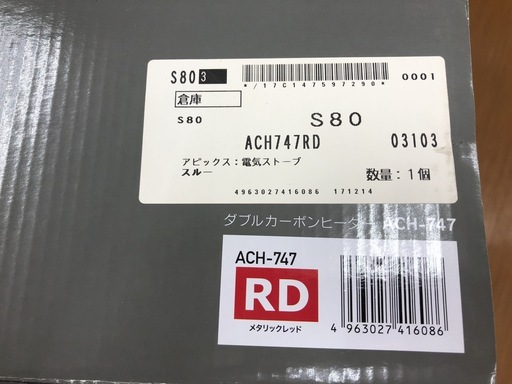 S80 3
*/17C147597290*
0001
倉庫
S80
S80
ACH747RD 03103
アピックス：電気ストーブ
スルー
数量：1個
4963027416086 171214
ダブルカーボンヒーター ACH-747
ACH-747
RD
メタリックレッド
4 963027 416086